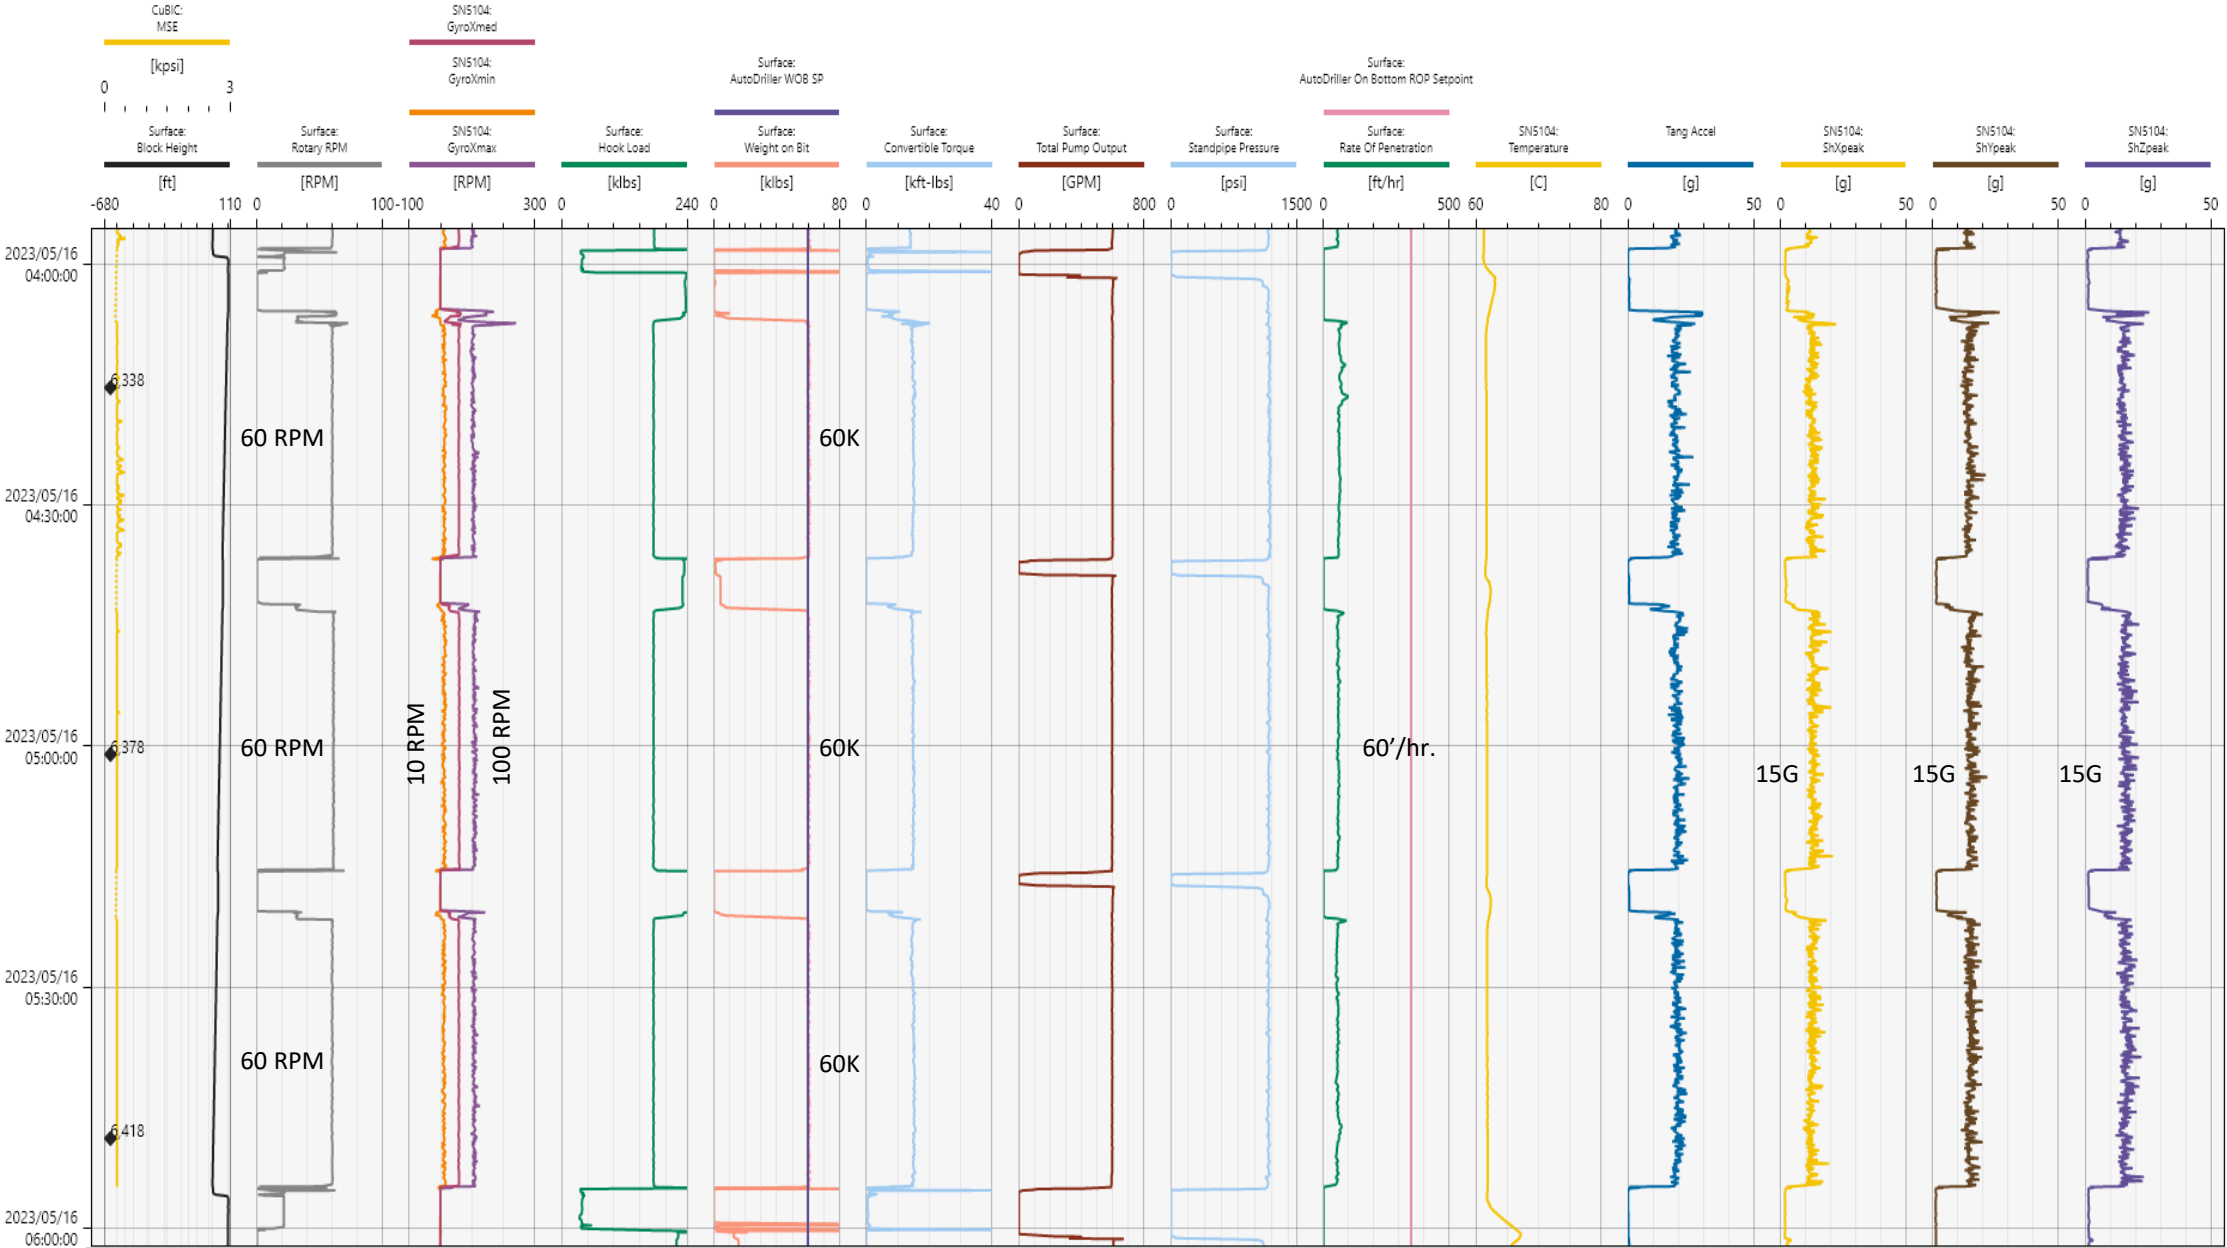 CuBIC:
MSE
[kpsi]
0 3
SN5104:
GyroXmed
SN5104:
GyroXmin
Surface:
AutoDriller WOB SP
Surface:
AutoDriller On Bottom ROP Setpoint
Surface:
Block Height
[ft]
-680 110
Surface:
Rotary RPM
[RPM]
0 100
SN5104:
GyroXmax
[RPM]
-100 300
Surface:
Hook Load
[klbs]
0 240
Surface:
Weight on Bit
[klbs]
0 80
Surface:
Convertible Torque
[kft-lbs]
0 40
Surface:
Total Pump Output
[GPM]
0 800
Surface:
Standpipe Pressure
[psi]
0 1500
Surface:
Rate Of Penetration
[ft/hr]
0 500
SN5104:
Temperature
[C]
60 80
Tang Accel
[g]
0 50
SN5104:
ShXpeak
[g]
0 50
SN5104:
ShYpeak
[g]
0 50
SN5104:
ShZpeak
[g]
0 50
2023/05/16
04:00:00
6,338
60 RPM 60K
2023/05/16
04:30:00
2023/05/16
05:00:00
6,378
60 RPM
10 RPM
100 RPM
60K
60’/hr.
15G 15G 15G
2023/05/16
05:30:00
60 RPM 60K
6,418
2023/05/16
06:00:00